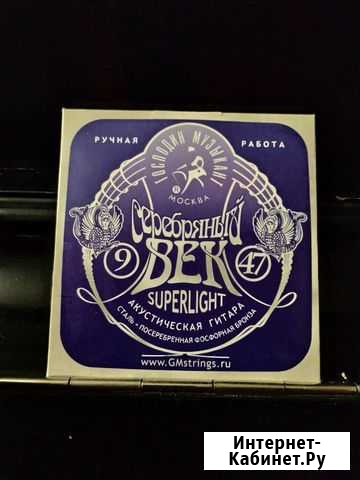 РУЧНАЯ РАБОТА
ГОСПОДИН МУЗЫКАНТ
®
МОСКВА
Серебряный
ВЕК
9 47
SUPERLIGHT
АКУСТИЧЕСКАЯ ГИТАРА
СТАЛЬ - ПОСЕРЕБРЕННАЯ ФОСФОРНАЯ БРОНЗА
www.GMstrings.ru
Интернет-
Кабинет.Ру